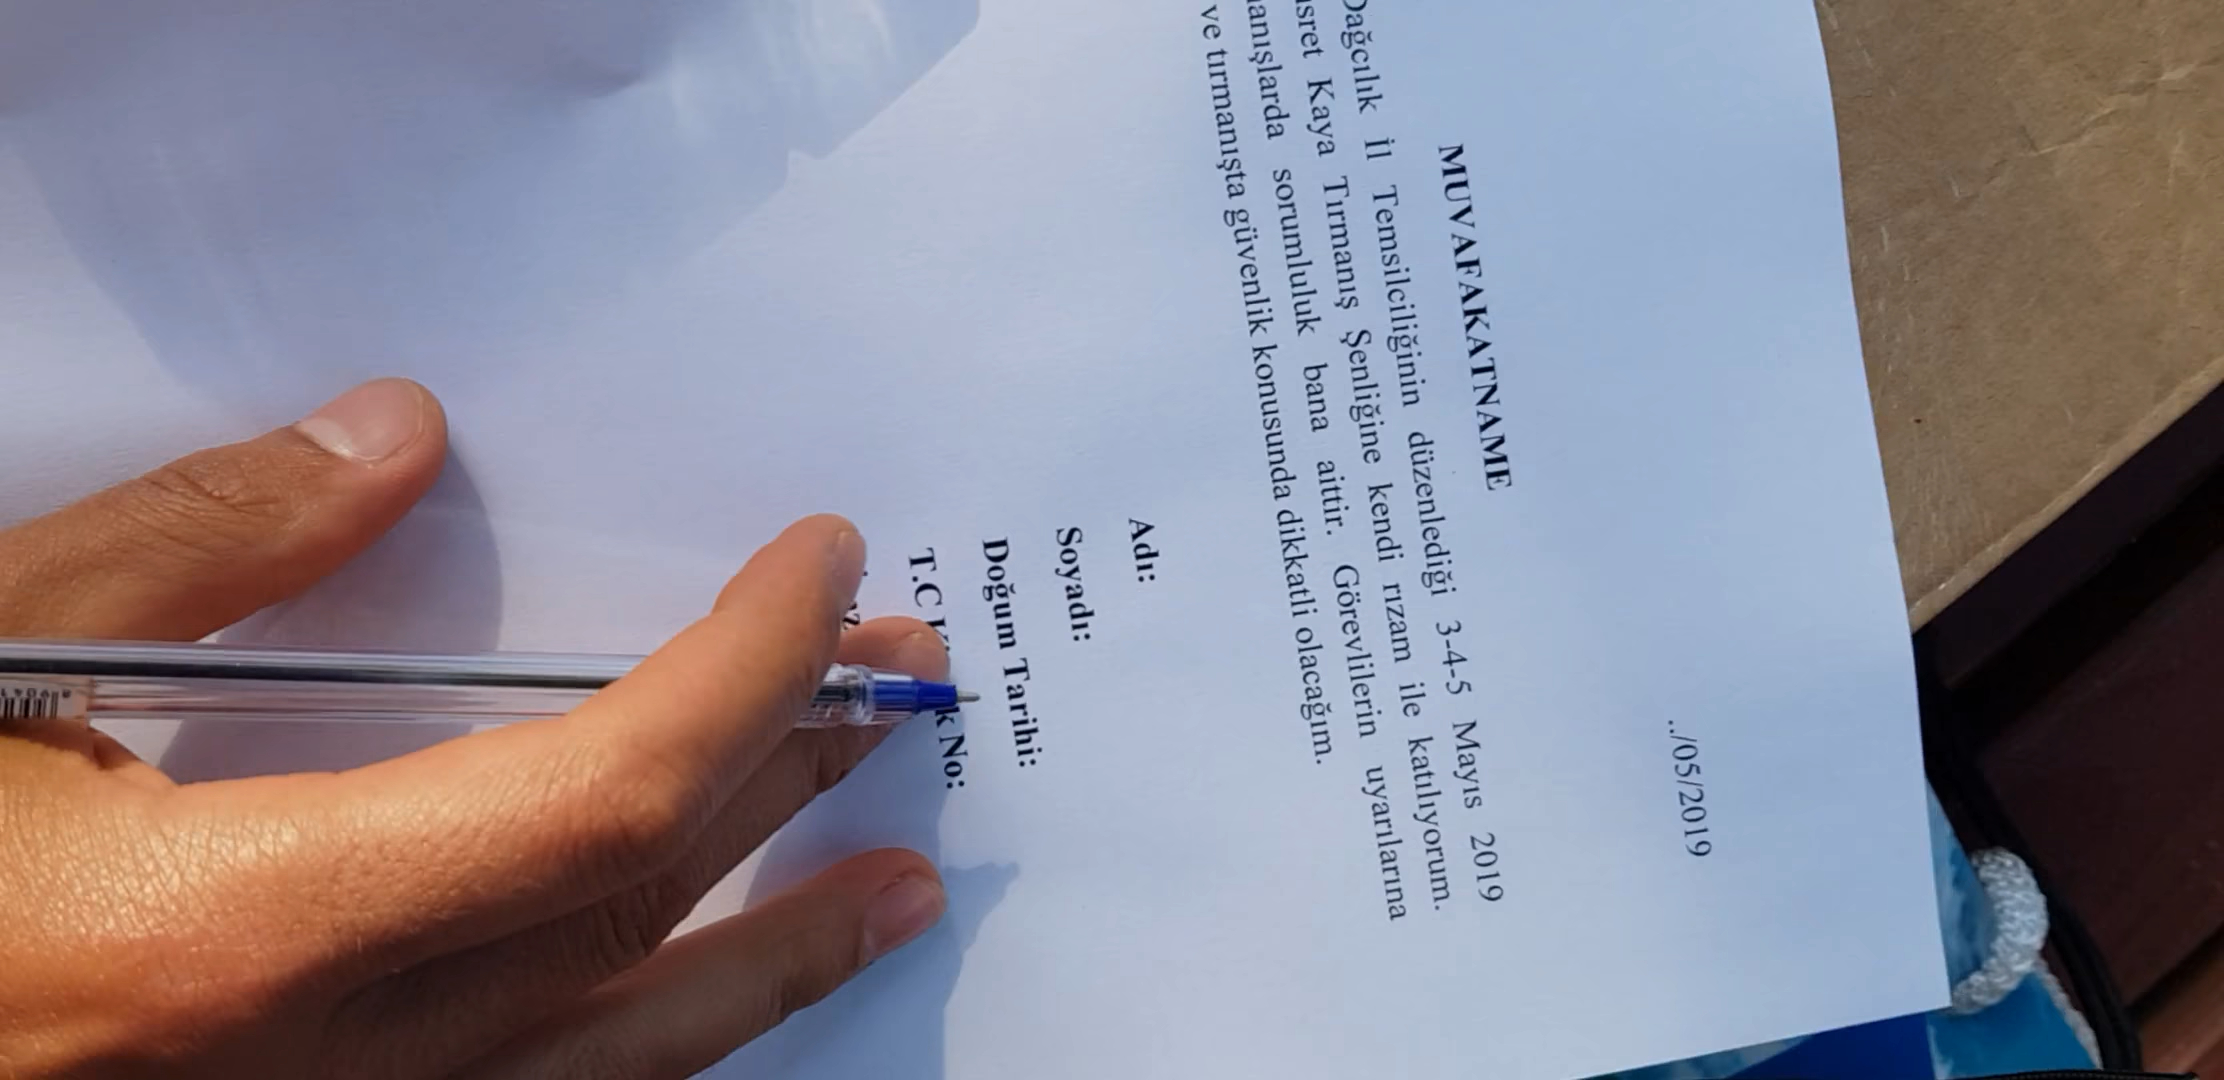 ../05/2019
MUVAFAKATNAME
Dağcılık İl Temsilciliğinin düzenlediği 3-4-5 Mayıs 2019
Kaya Tırmanış Şenliğine kendi rızam ile katılıyorum.
sorumluluk bana aittir. Görevlilerin uyarılarına
ve tırmanışta güvenlik konusunda dikkatli olacağım.
Adı:
Soyadı:
Doğum Tarihi:
T.C No: